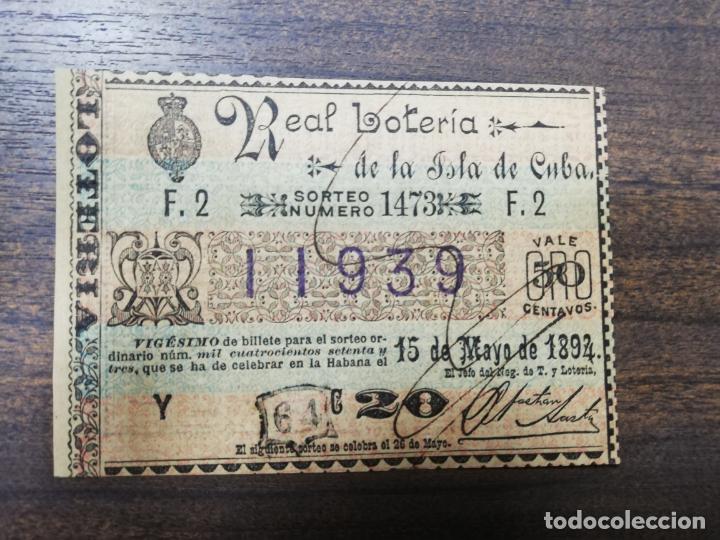 LOTERIA
Real Lotería
de la Isla de Cuba.
F. 2 SORTEO NUMERO 1473 F. 2
11939
VALE
50 ORO
CENTAVOS.
VIGÉSIMO de billete para el sorteo or-
dinario núm. mil cuatrocientos setenta y
tres, que se ha de celebrar en la Habana el
15 de Mayo de 1894.
El Jefe del Neg. de T. y Lotería,
Y 64 C 20
El siguiente sorteo se celebra el 26 de Mayo.
todocoleccion
todocoleccion.net